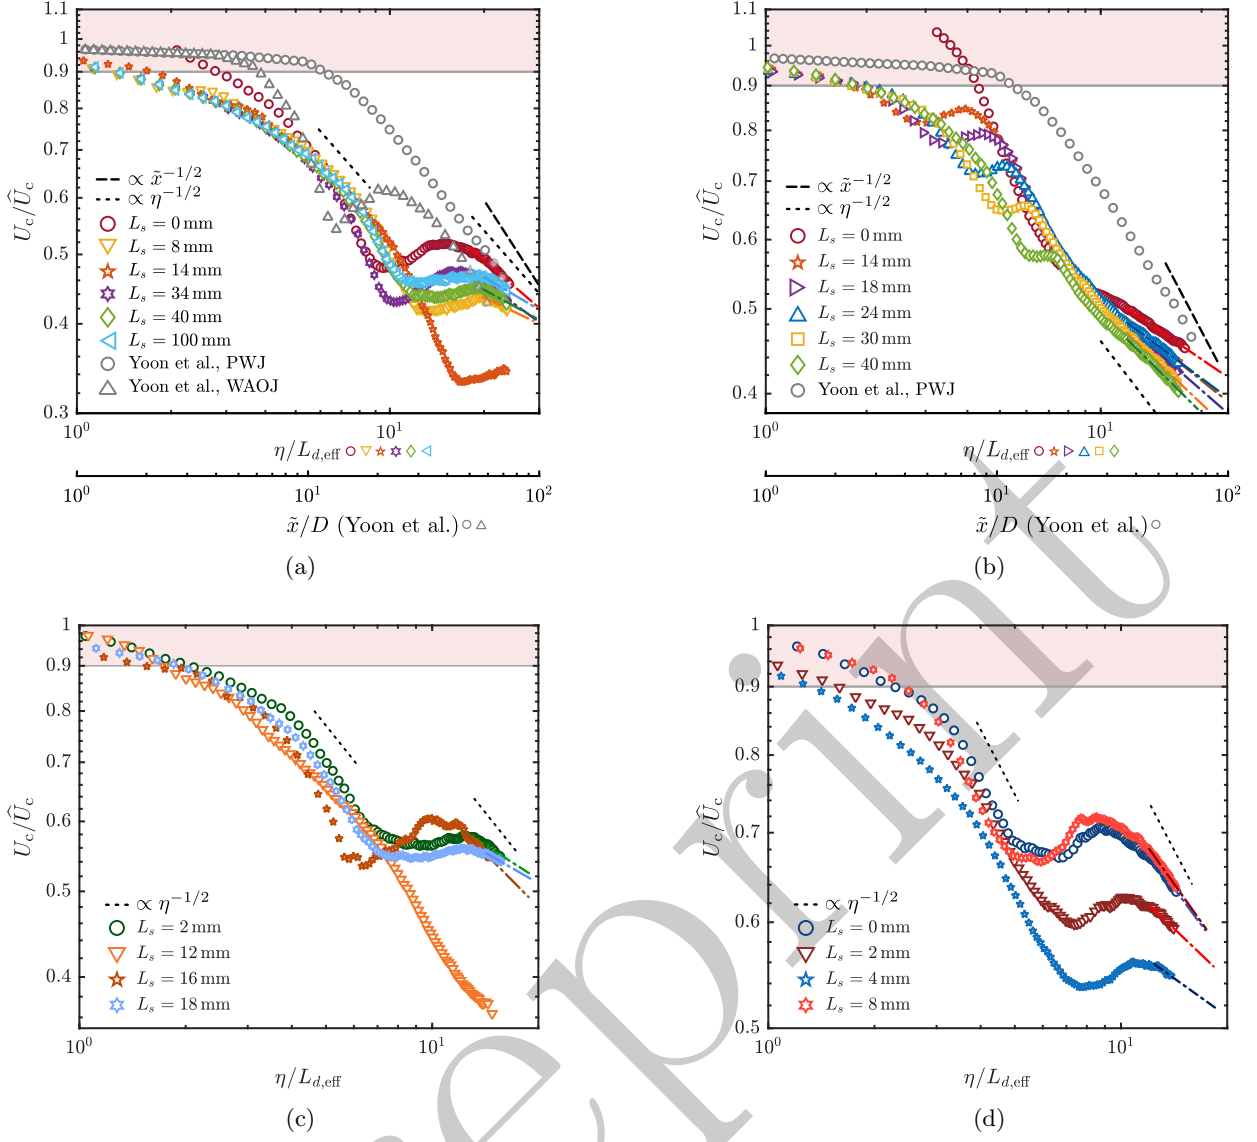 1.1
1
0.9
0.8
0.7
0.6
0.5
0.4
0.3
U_c/Û_c
∝ x̃^{−1/2}
∝ η^{−1/2}
L_s = 0 mm
L_s = 8 mm
L_s = 14 mm
L_s = 34 mm
L_s = 40 mm
L_s = 100 mm
Yoon et al., PWJ
Yoon et al., WAOJ
10^0 10^1
η/L_{d,eff}
10^0 10^1 10^2
x̃/D (Yoon et al.)
(a)
1.1
1
0.9
0.8
0.7
0.6
0.5
0.4
U_c/Û_c
∝ x̃^{−1/2}
∝ η^{−1/2}
L_s = 0 mm
L_s = 14 mm
L_s = 18 mm
L_s = 24 mm
L_s = 30 mm
L_s = 40 mm
Yoon et al., PWJ
10^0 10^1
η/L_{d,eff}
10^0 10^1 10^2
x̃/D (Yoon et al.)
(b)
1
0.9
0.8
0.7
0.6
0.5
0.4
U_c/Û_c
∝ η^{−1/2}
L_s = 2 mm
L_s = 12 mm
L_s = 16 mm
L_s = 18 mm
10^0 10^1
η/L_{d,eff}
(c)
1
0.9
0.8
0.7
0.6
0.5
U_c/Û_c
∝ η^{−1/2}
L_s = 0 mm
L_s = 2 mm
L_s = 4 mm
L_s = 8 mm
10^0 10^1
η/L_{d,eff}
(d)
eprint